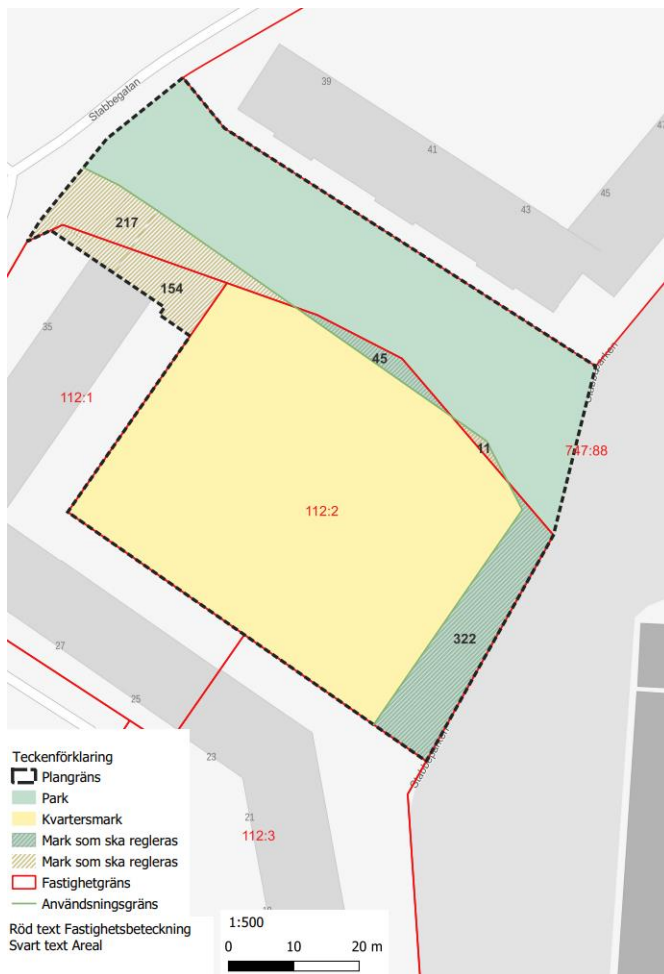 39
47
Stabbegatan
41
45
43
217
154
35
45
112:1
11
747:88
112:2
322
27
25
Stabbeparken
23
21
112:3
Teckenförklaring
Plangräns
Park
Kvartersmark
Mark som ska regleras
Mark som ska regleras
Fastighetgräns
Användsningsgräns
Röd text Fastighetsbeteckning
Svart text Areal
1:500
0 10 20 m